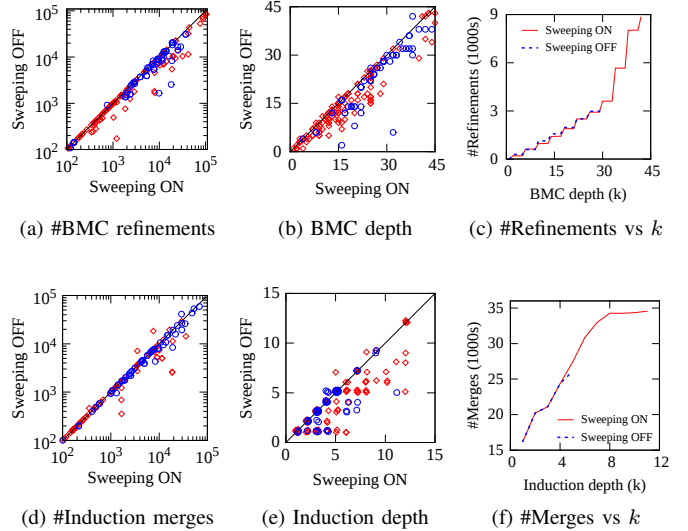 10^5
10^4
10^3
10^2
10^2 10^3 10^4 10^5
Sweeping OFF
Sweeping ON
(a) #BMC refinements
45
30
15
0
0 15 30 45
Sweeping OFF
Sweeping ON
(b) BMC depth
9
6
3
0
0 15 30 45
#Refinements (1000s)
Sweeping ON
Sweeping OFF
BMC depth (k)
(c) #Refinements vs k
10^5
10^4
10^3
10^2
10^2 10^3 10^4 10^5
Sweeping OFF
Sweeping ON
(d) #Induction merges
15
10
5
0
0 5 10 15
Sweeping OFF
Sweeping ON
(e) Induction depth
35
30
25
20
15
0 4 8 12
#Merges (1000s)
Sweeping ON
Sweeping OFF
Induction depth (k)
(f) #Merges vs k